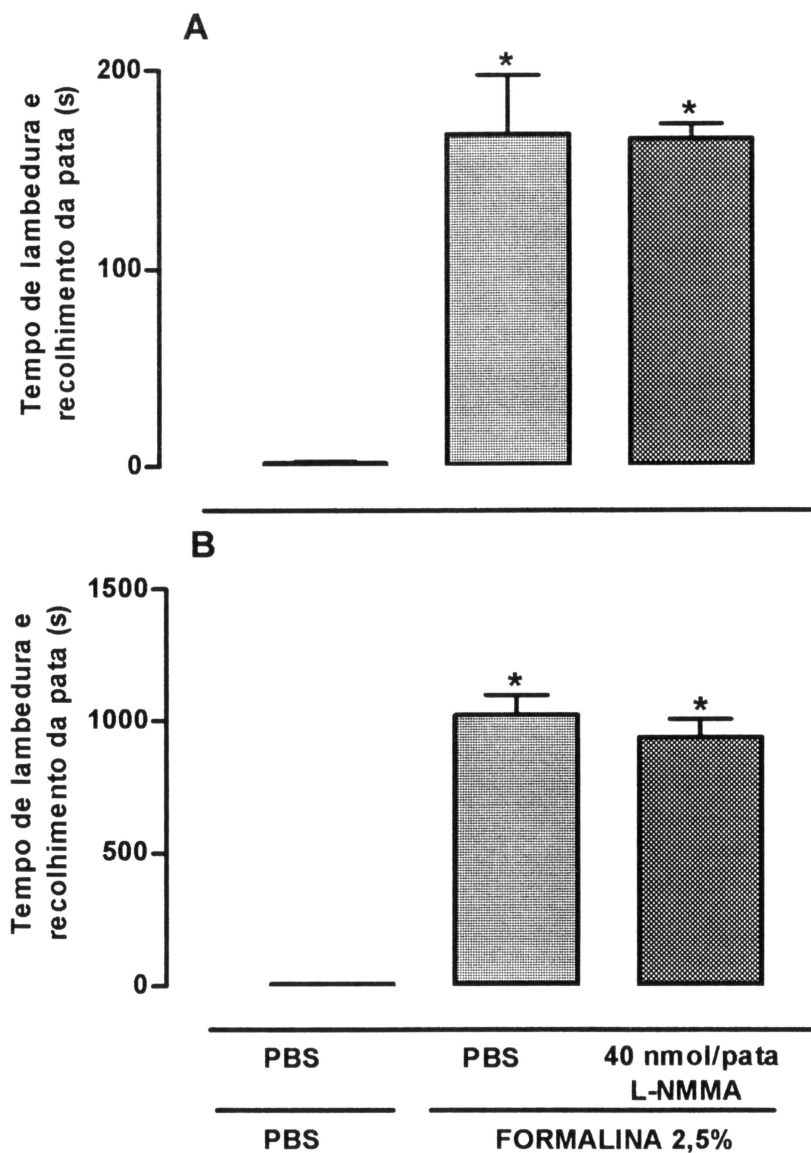 A
Tempo de lambedura e
recolhimento da pata (s)
200
100
0
*
*
B
Tempo de lambedura e
recolhimento da pata (s)
1500
1000
500
0
*
*
PBS
PBS
40 nmol/pata
L-NMMA
PBS
FORMALINA 2,5%